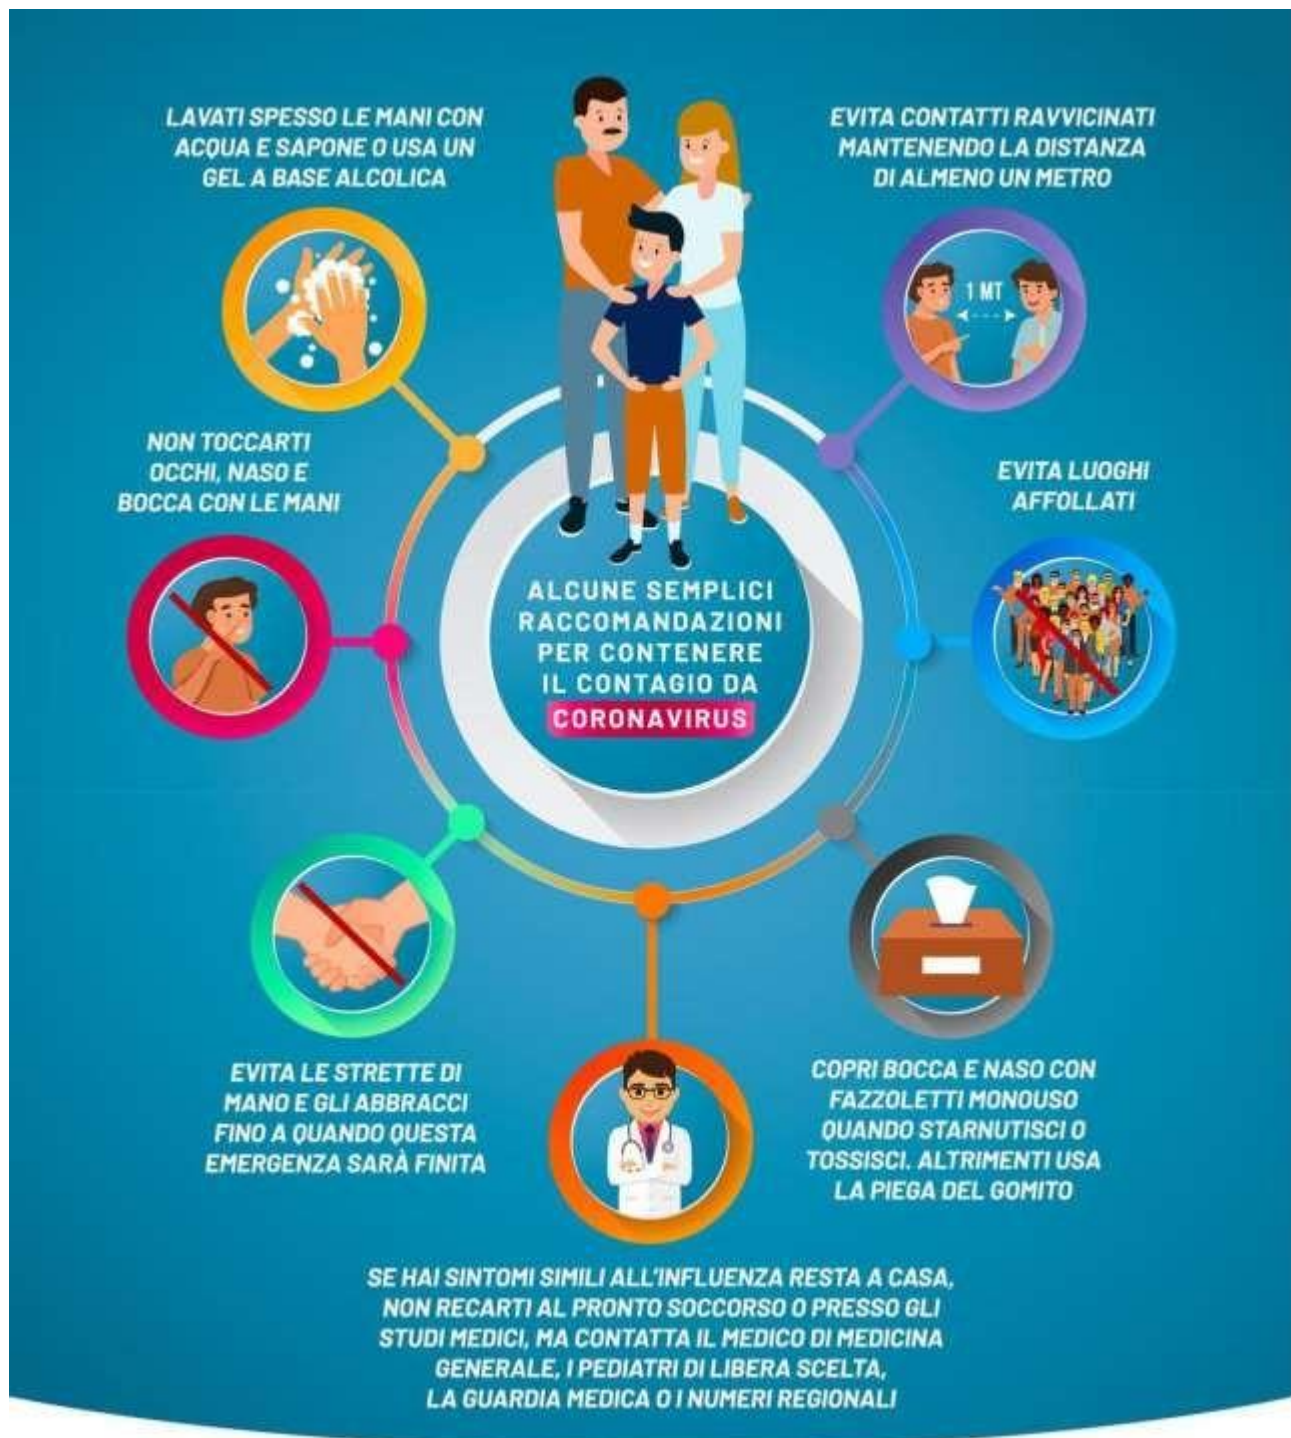 LAVATI SPESSO LE MANI CON
ACQUA E SAPONE O USA UN
GEL A BASE ALCOLICA
EVITA CONTATTI RAVVICINATI
MANTENENDO LA DISTANZA
DI ALMENO UN METRO
1 MT
NON TOCCARTI
OCCHI, NASO E
BOCCA CON LE MANI
EVITA LUOGHI
AFFOLLATI
ALCUNE SEMPLICI
RACCOMANDAZIONI
PER CONTENERE
IL CONTAGIO DA
CORONAVIRUS
EVITA LE STRETTE DI
MANO E GLI ABBRACCI
FINO A QUANDO QUESTA
EMERGENZA SARÀ FINITA
COPRI BOCCA E NASO CON
FAZZOLETTI MONOUSO
QUANDO STARNUTISCI O
TOSSISCI. ALTRIMENTI USA
LA PIEGA DEL GOMITO
SE HAI SINTOMI SIMILI ALL'INFLUENZA RESTA A CASA,
NON RECARTI AL PRONTO SOCCORSO O PRESSO GLI
STUDI MEDICI, MA CONTATTA IL MEDICO DI MEDICINA
GENERALE, I PEDIATRI DI LIBERA SCELTA,
LA GUARDIA MEDICA O I NUMERI REGIONALI